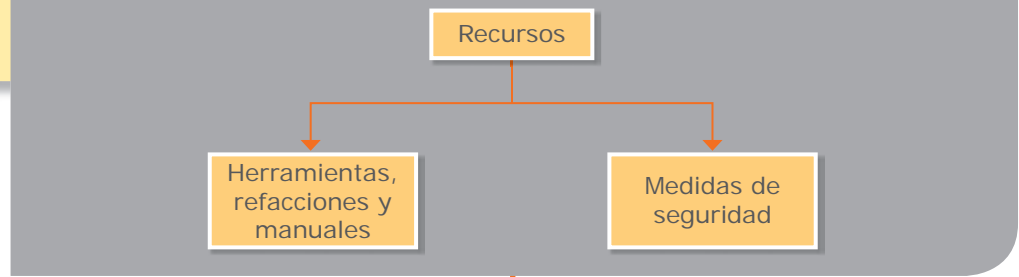 Recursos
Herramientas,
refacciones y
manuales
Medidas de
seguridad